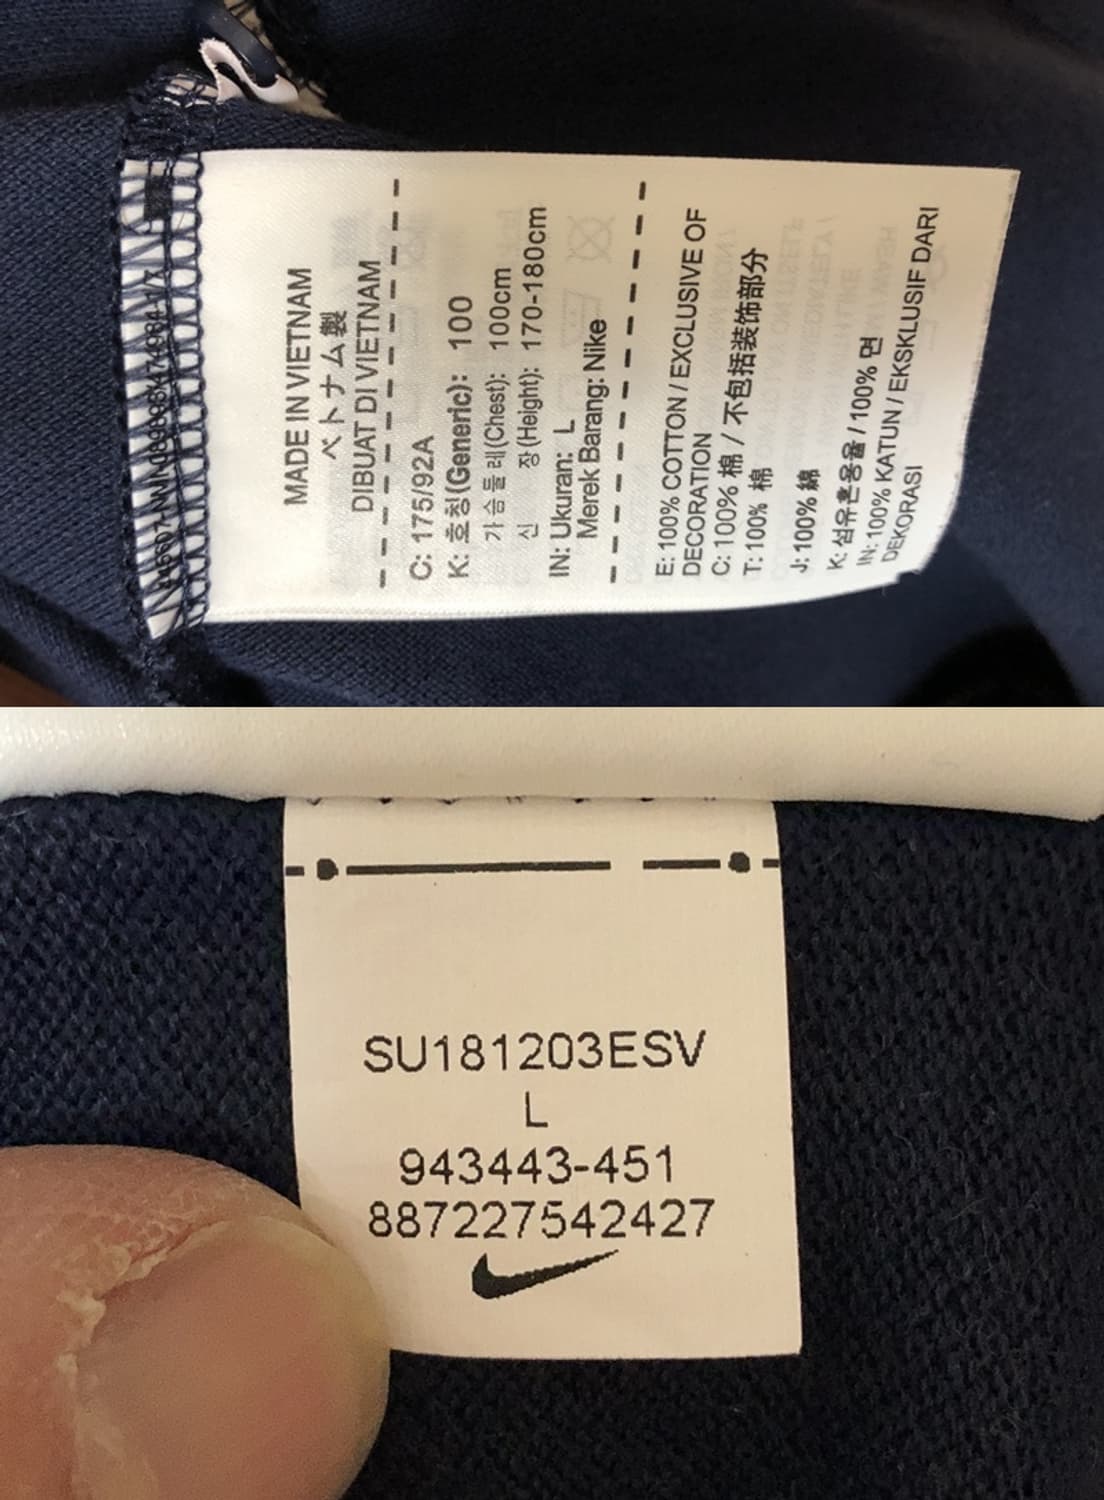 MADE IN VIETNAM
ベトナム製
DIBUAT DI VIETNAM
C: 175/92A
K: 호칭(Generic): 100
가슴둘레(Chest): 100cm
신 장(Height): 170-180cm
IN: Ukuran: L
Merek Barang: Nike
E: 100% COTTON / EXCLUSIVE OF
DECORATION
C: 100% 棉 / 不包括装饰部分
T: 100% 棉
J: 100% 綿
K: 섬유혼용율 / 100% 면
IN: 100% KATUN / EKSKLUSIF DARI
DEKORASI
SU181203ESV
L
943443-451
887227542427